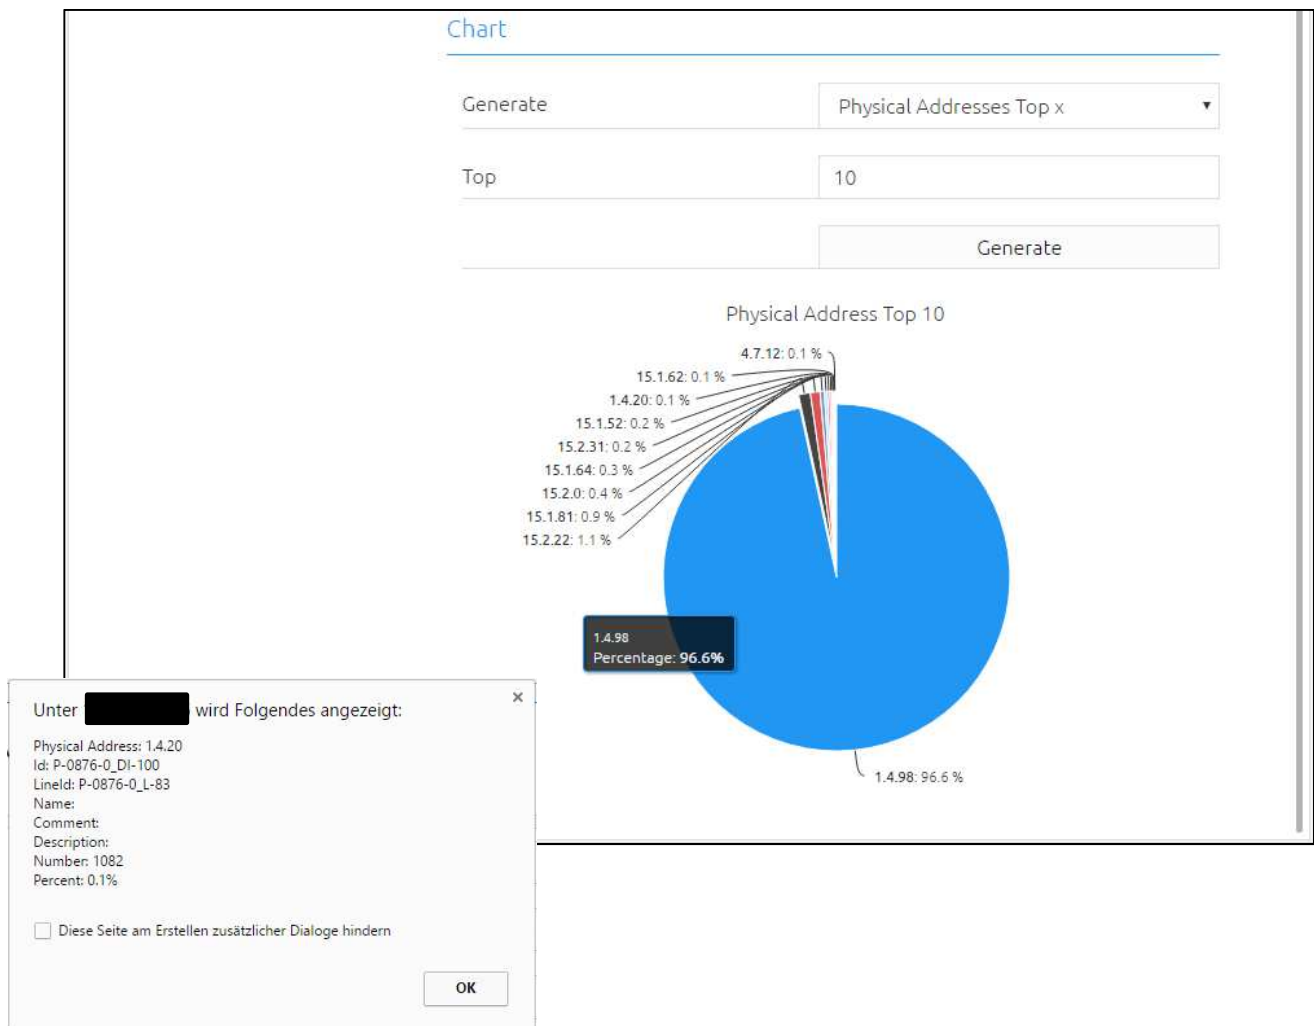 Chart
Generate
Physical Addresses Top x
Top
10
Generate
Physical Address Top 10
4.7.12: 0.1 %
15.1.62: 0.1 %
1.4.20: 0.1 %
15.1.52: 0.2 %
15.2.31: 0.2 %
15.1.64: 0.3 %
15.2.0: 0.4 %
15.1.81: 0.9 %
15.2.22: 1.1 %
1.4.98
Percentage: 96.6%
1.4.98: 96.6 %
Unter wird Folgendes angezeigt:
Physical Address: 1.4.20
Id: P-0876-0_DI-100
LineId: P-0876-0_L-83
Name:
Comment:
Description:
Number: 1082
Percent: 0.1%
Diese Seite am Erstellen zusätzlicher Dialoge hindern
OK